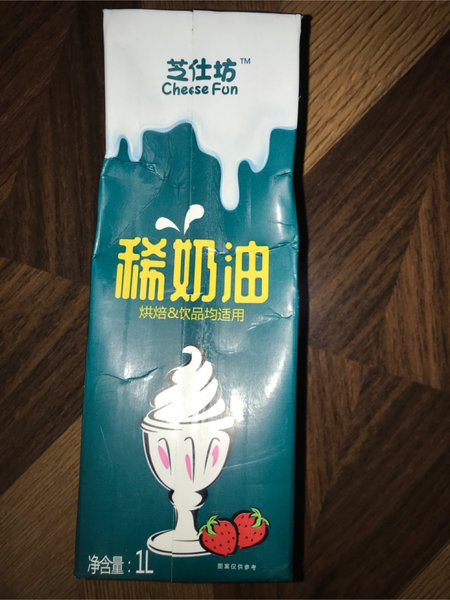 芝仕坊™
Cheese Fun
稀奶油
烘焙&饮品均适用
净含量：1L
图案仅供参考